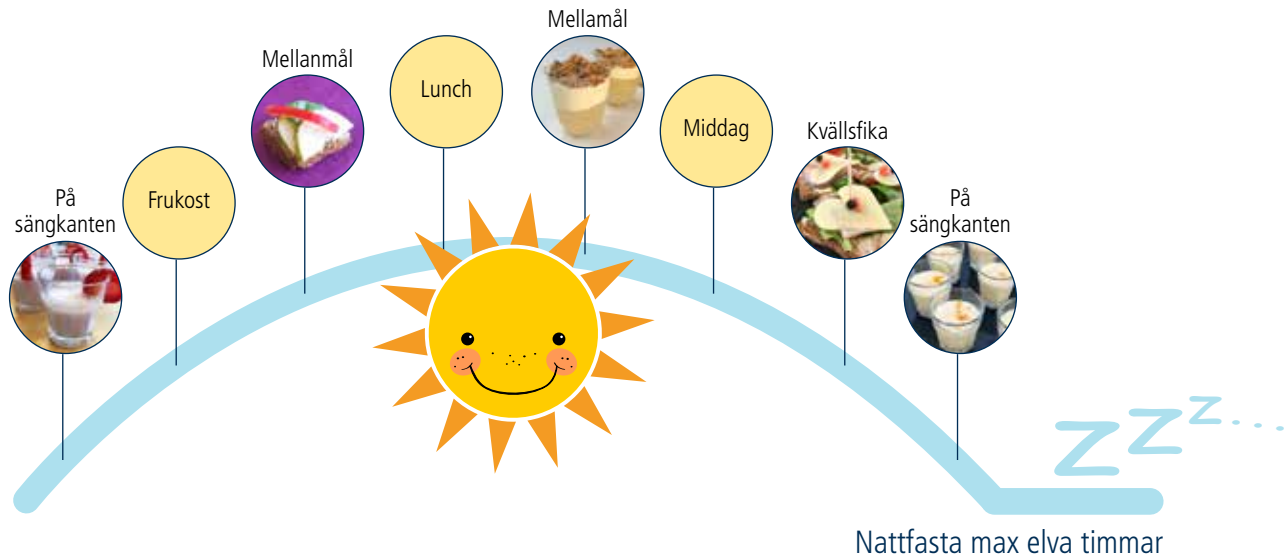 På
sängkanten
Frukost
Mellanmål
Lunch
Mellamål
Middag
Kvällsfika
På
sängkanten
ZZZ....
Nattfasta max elva timmar